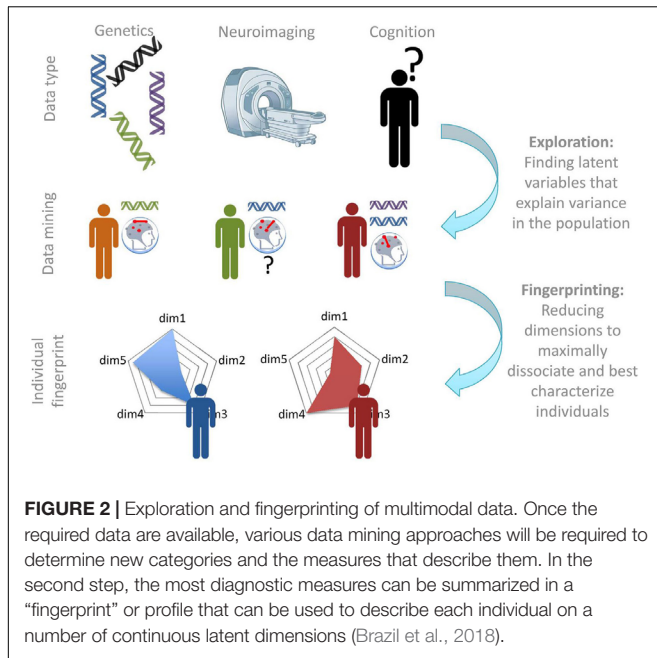 Genetics
Neuroimaging
Cognition
Data type
?
Exploration:
Finding latent
variables that
explain variance
in the population
Data mining
?
Fingerprinting:
Reducing
dimensions to
maximally
dissociate and best
characterize
individuals
Individual
fingerprint
dim1
dim2
dim4
dim5
dim1
dim2
dim4
dim5
FIGURE 2 | Exploration and fingerprinting of multimodal data. Once the
required data are available, various data mining approaches will be required to
determine new categories and the measures that describe them. In the
second step, the most diagnostic measures can be summarized in a
“fingerprint” or profile that can be used to describe each individual on a
number of continuous latent dimensions (Brazil et al., 2018).